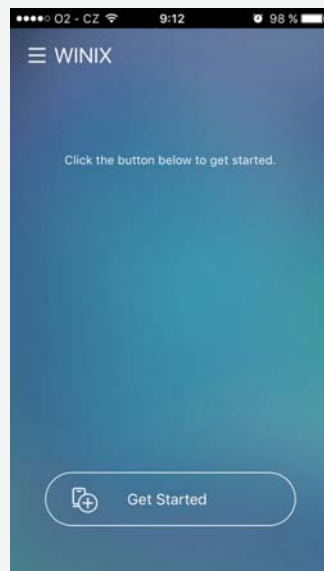 O2 - CZ 9:12 98 %
WINIX
Click the button below to get started.
Get Started